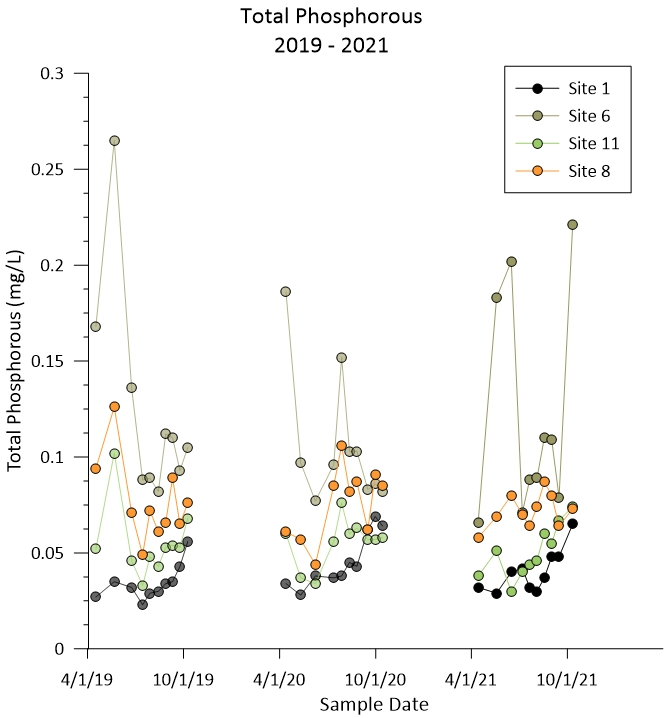 Total Phosphorous
2019 - 2021
Site 1
Site 6
Site 11
Site 8
Total Phosphorous (mg/L)
0.3
0.25
0.2
0.15
0.1
0.05
0
4/1/19 10/1/19 4/1/20 10/1/20 4/1/21 10/1/21
Sample Date